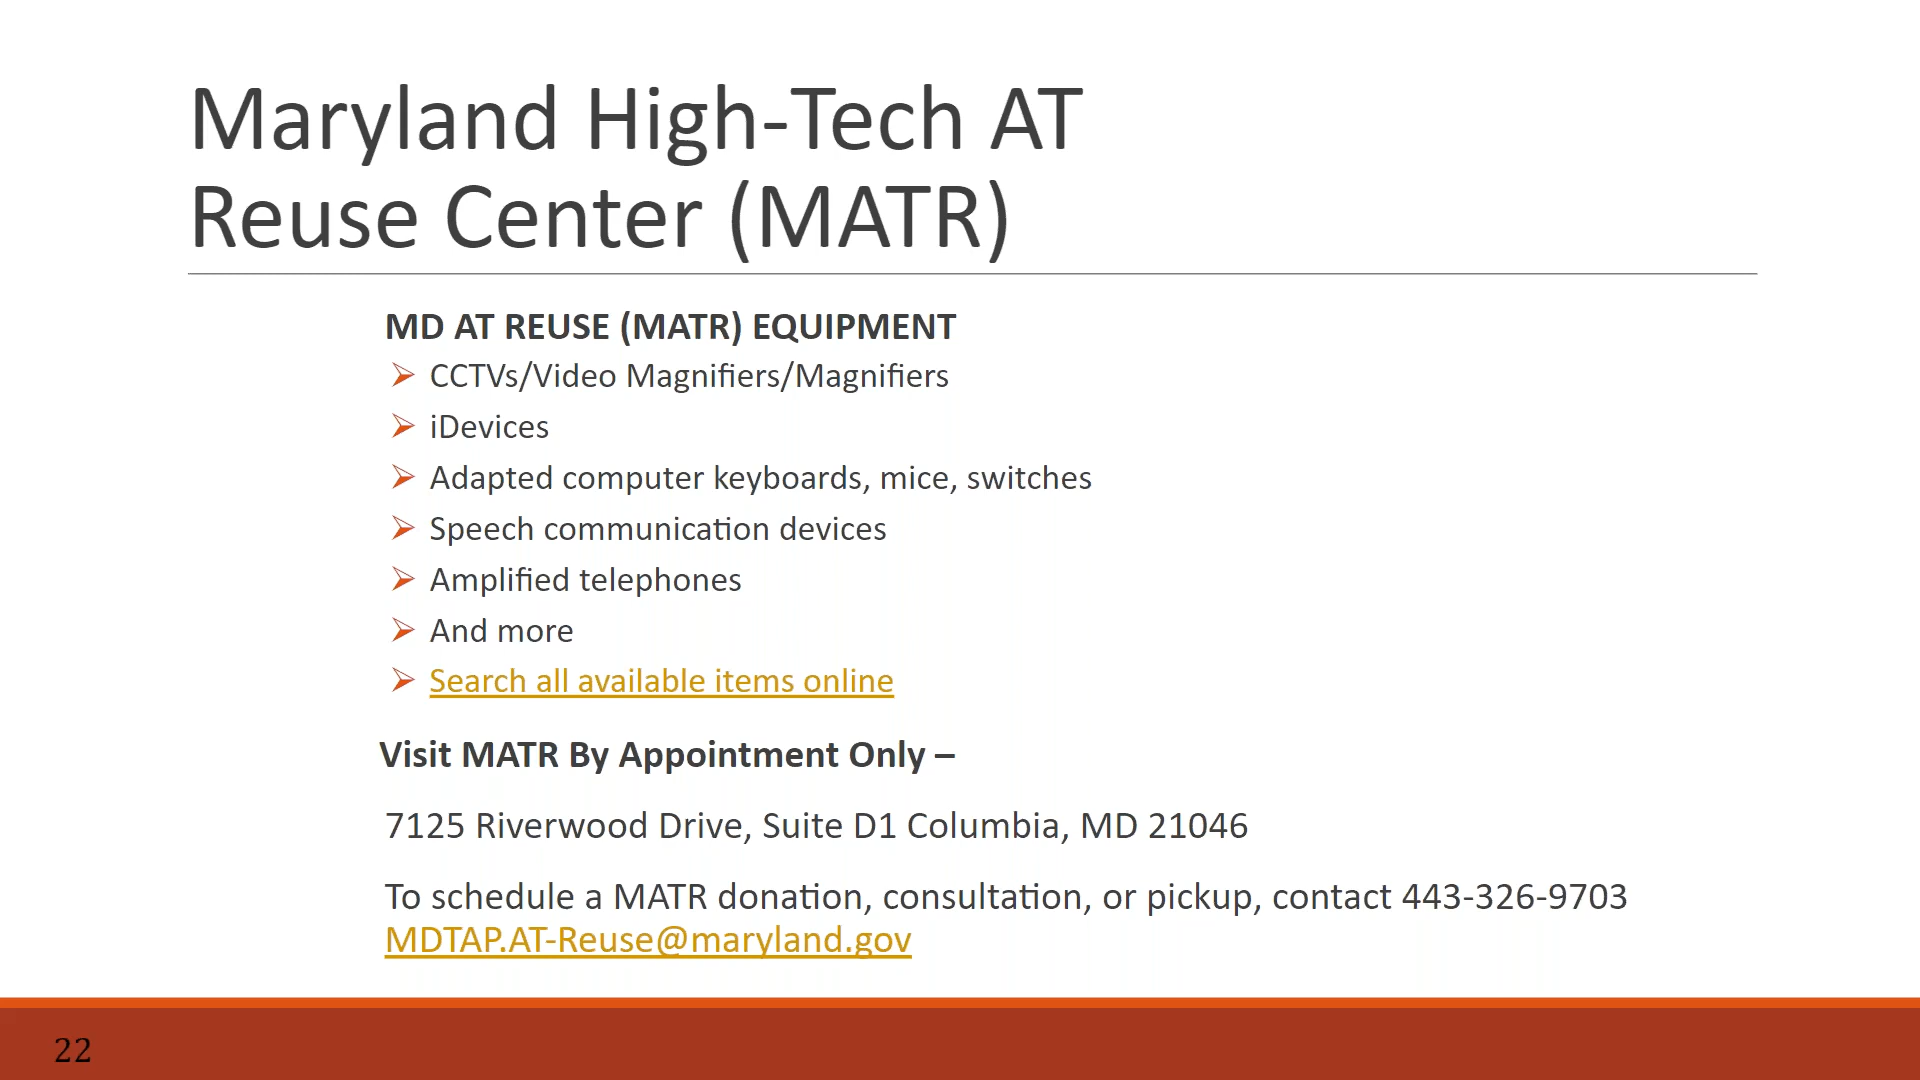 Maryland High-Tech AT
Reuse Center (MATR)
MD AT REUSE (MATR) EQUIPMENT
CCTVs/Video Magnifiers/Magnifiers
iDevices
Adapted computer keyboards, mice, switches
Speech communication devices
Amplified telephones
And more
Search all available items online
Visit MATR By Appointment Only –
7125 Riverwood Drive, Suite D1 Columbia, MD 21046
To schedule a MATR donation, consultation, or pickup, contact 443-326-9703
MDTAP.AT-Reuse@maryland.gov
22